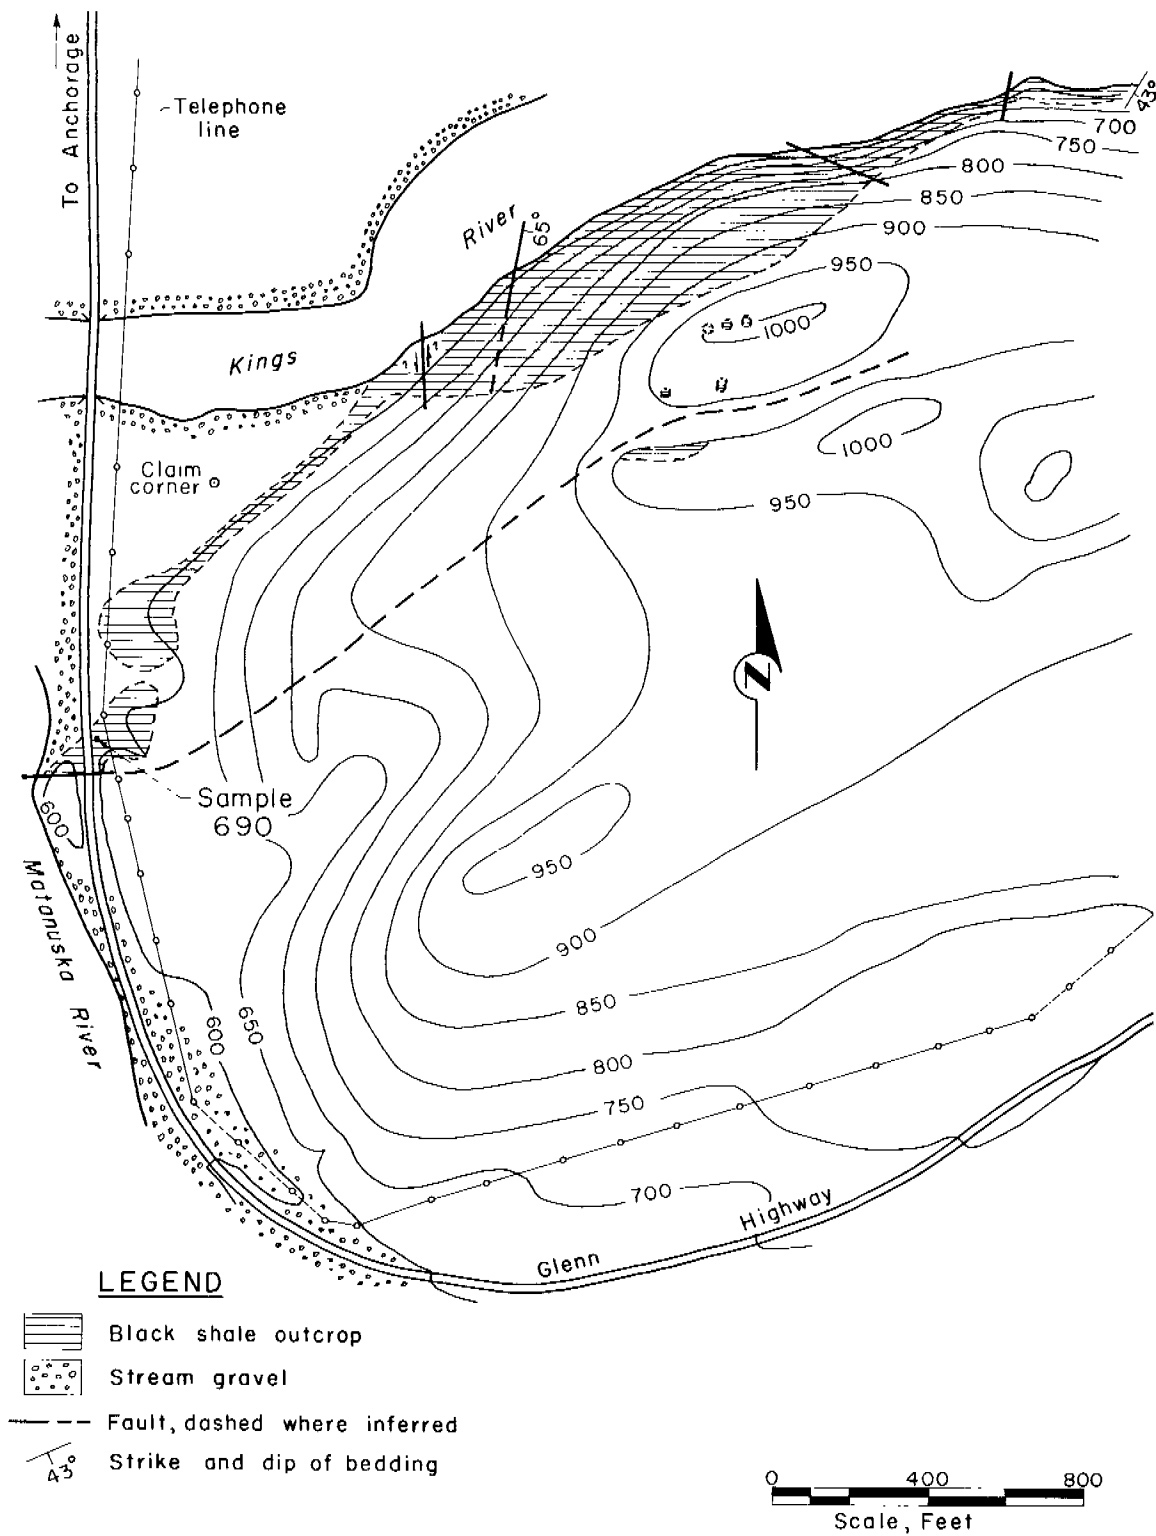 To Anchorage
Telephone
line
43°
700
750
800
850
900
950
River
65°
1000
Kings
? ?
1000
Claim
corner
950
N
Sample
690
600
950
Matanuska River
900
850
600
650
800
750
700
Highway
Glenn
LEGEND
Black shale outcrop
Stream gravel
Fault, dashed where inferred
43°
Strike and dip of bedding
0 400 800
Scale, Feet